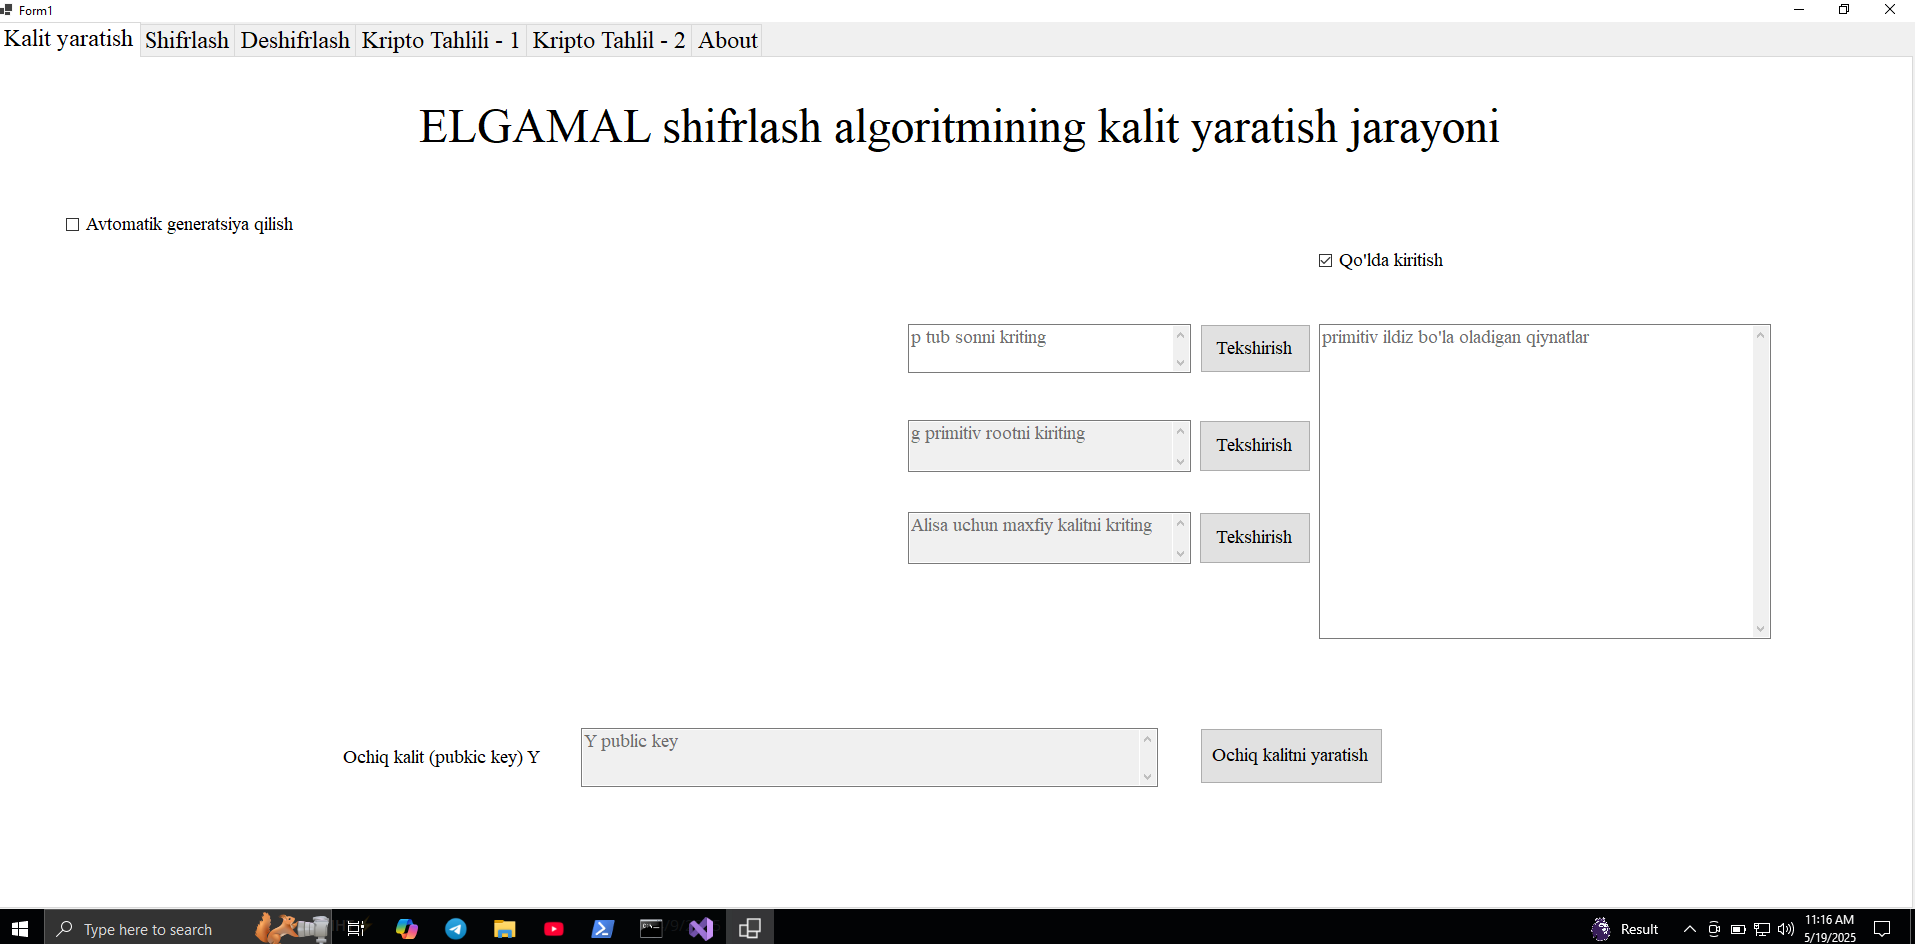 Form1
Kalit yaratish Shifrlash Deshifrlash Kripto Tahlili - 1 Kripto Tahlil - 2 About
ELGAMAL shifrlash algoritmining kalit yaratish jarayoni
Avtomatik generatsiya qilish
Qo'lda kiritish
p tub sonni kriting
Tekshirish
primitiv ildiz bo'la oladigan qiynatlar
g primitiv rootni kiriting
Tekshirish
Alisa uchun maxfiy kalitni kriting
Tekshirish
Ochiq kalit (pubkic key) Y
Y public key
Ochiq kalitni yaratish
Type here to search
Result
11:16 AM
5/19/2025